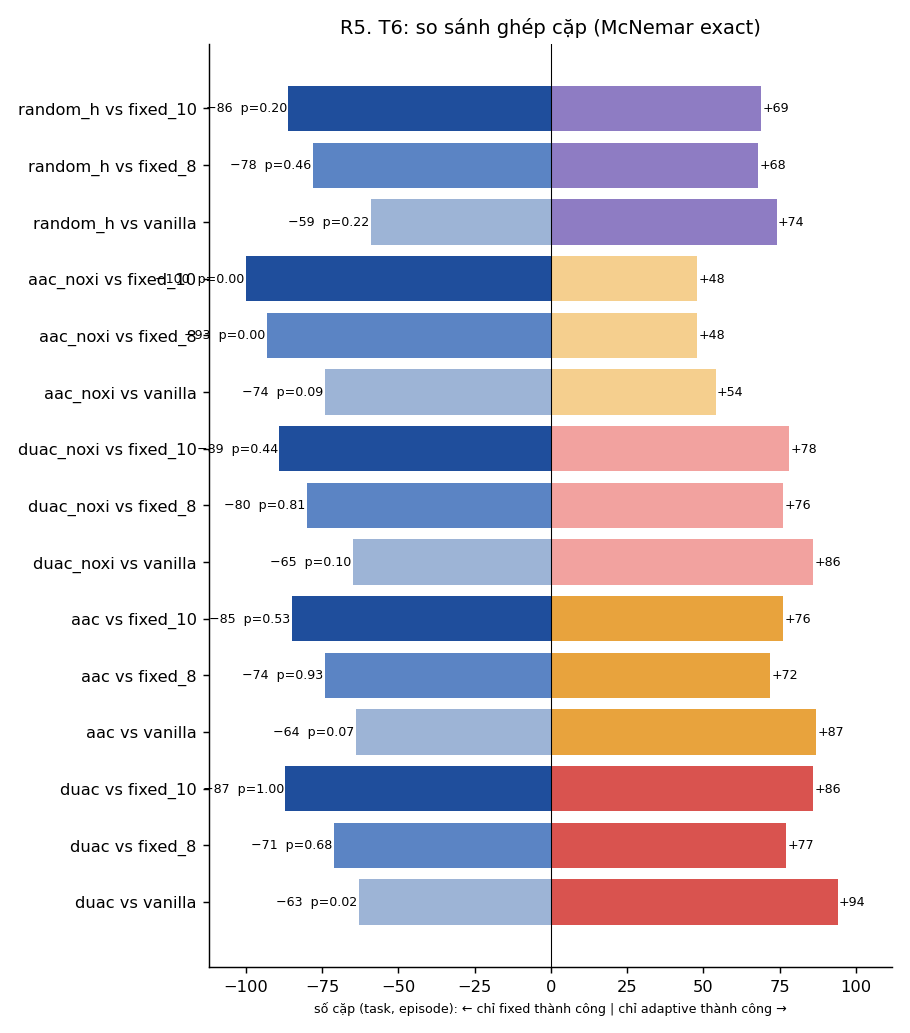 R5. T6: so sánh ghép cặp (McNemar exact)
random_h vs fixed_10 −86 p=0.20 +69
random_h vs fixed_8 −78 p=0.46 +68
random_h vs vanilla −59 p=0.22 +74
aac_noxi vs fixed_10 −100 p=0.00 +48
aac_noxi vs fixed_8 −93 p=0.00 +48
aac_noxi vs vanilla −74 p=0.09 +54
duac_noxi vs fixed_10 −89 p=0.44 +78
duac_noxi vs fixed_8 −80 p=0.81 +76
duac_noxi vs vanilla −65 p=0.10 +86
aac vs fixed_10 −85 p=0.53 +76
aac vs fixed_8 −74 p=0.93 +72
aac vs vanilla −64 p=0.07 +87
duac vs fixed_10 −87 p=1.00 +86
duac vs fixed_8 −71 p=0.68 +77
duac vs vanilla −63 p=0.02 +94
−100 −75 −50 −25 0 25 50 75 100
số cặp (task, episode): ← chỉ fixed thành công | chỉ adaptive thành công →